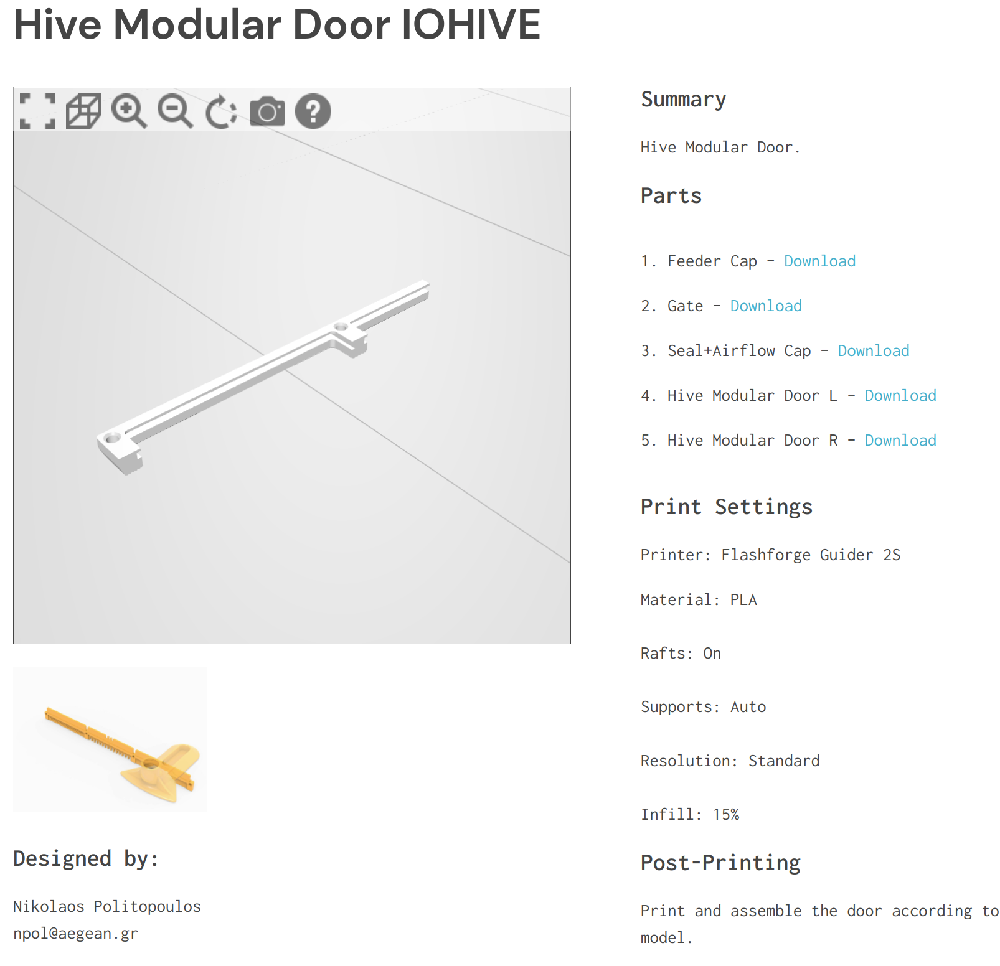 Hive Modular Door IOHIVE
Summary
Hive Modular Door.
Parts
1. Feeder Cap - Download
2. Gate - Download
3. Seal+Airflow Cap - Download
4. Hive Modular Door L - Download
5. Hive Modular Door R - Download
Print Settings
Printer: Flashforge Guider 2S
Material: PLA
Rafts: On
Supports: Auto
Resolution: Standard
Infill: 15%
Post-Printing
Print and assemble the door according to
model.
Designed by:
Nikolaos Politopoulos
npol@aegean.gr